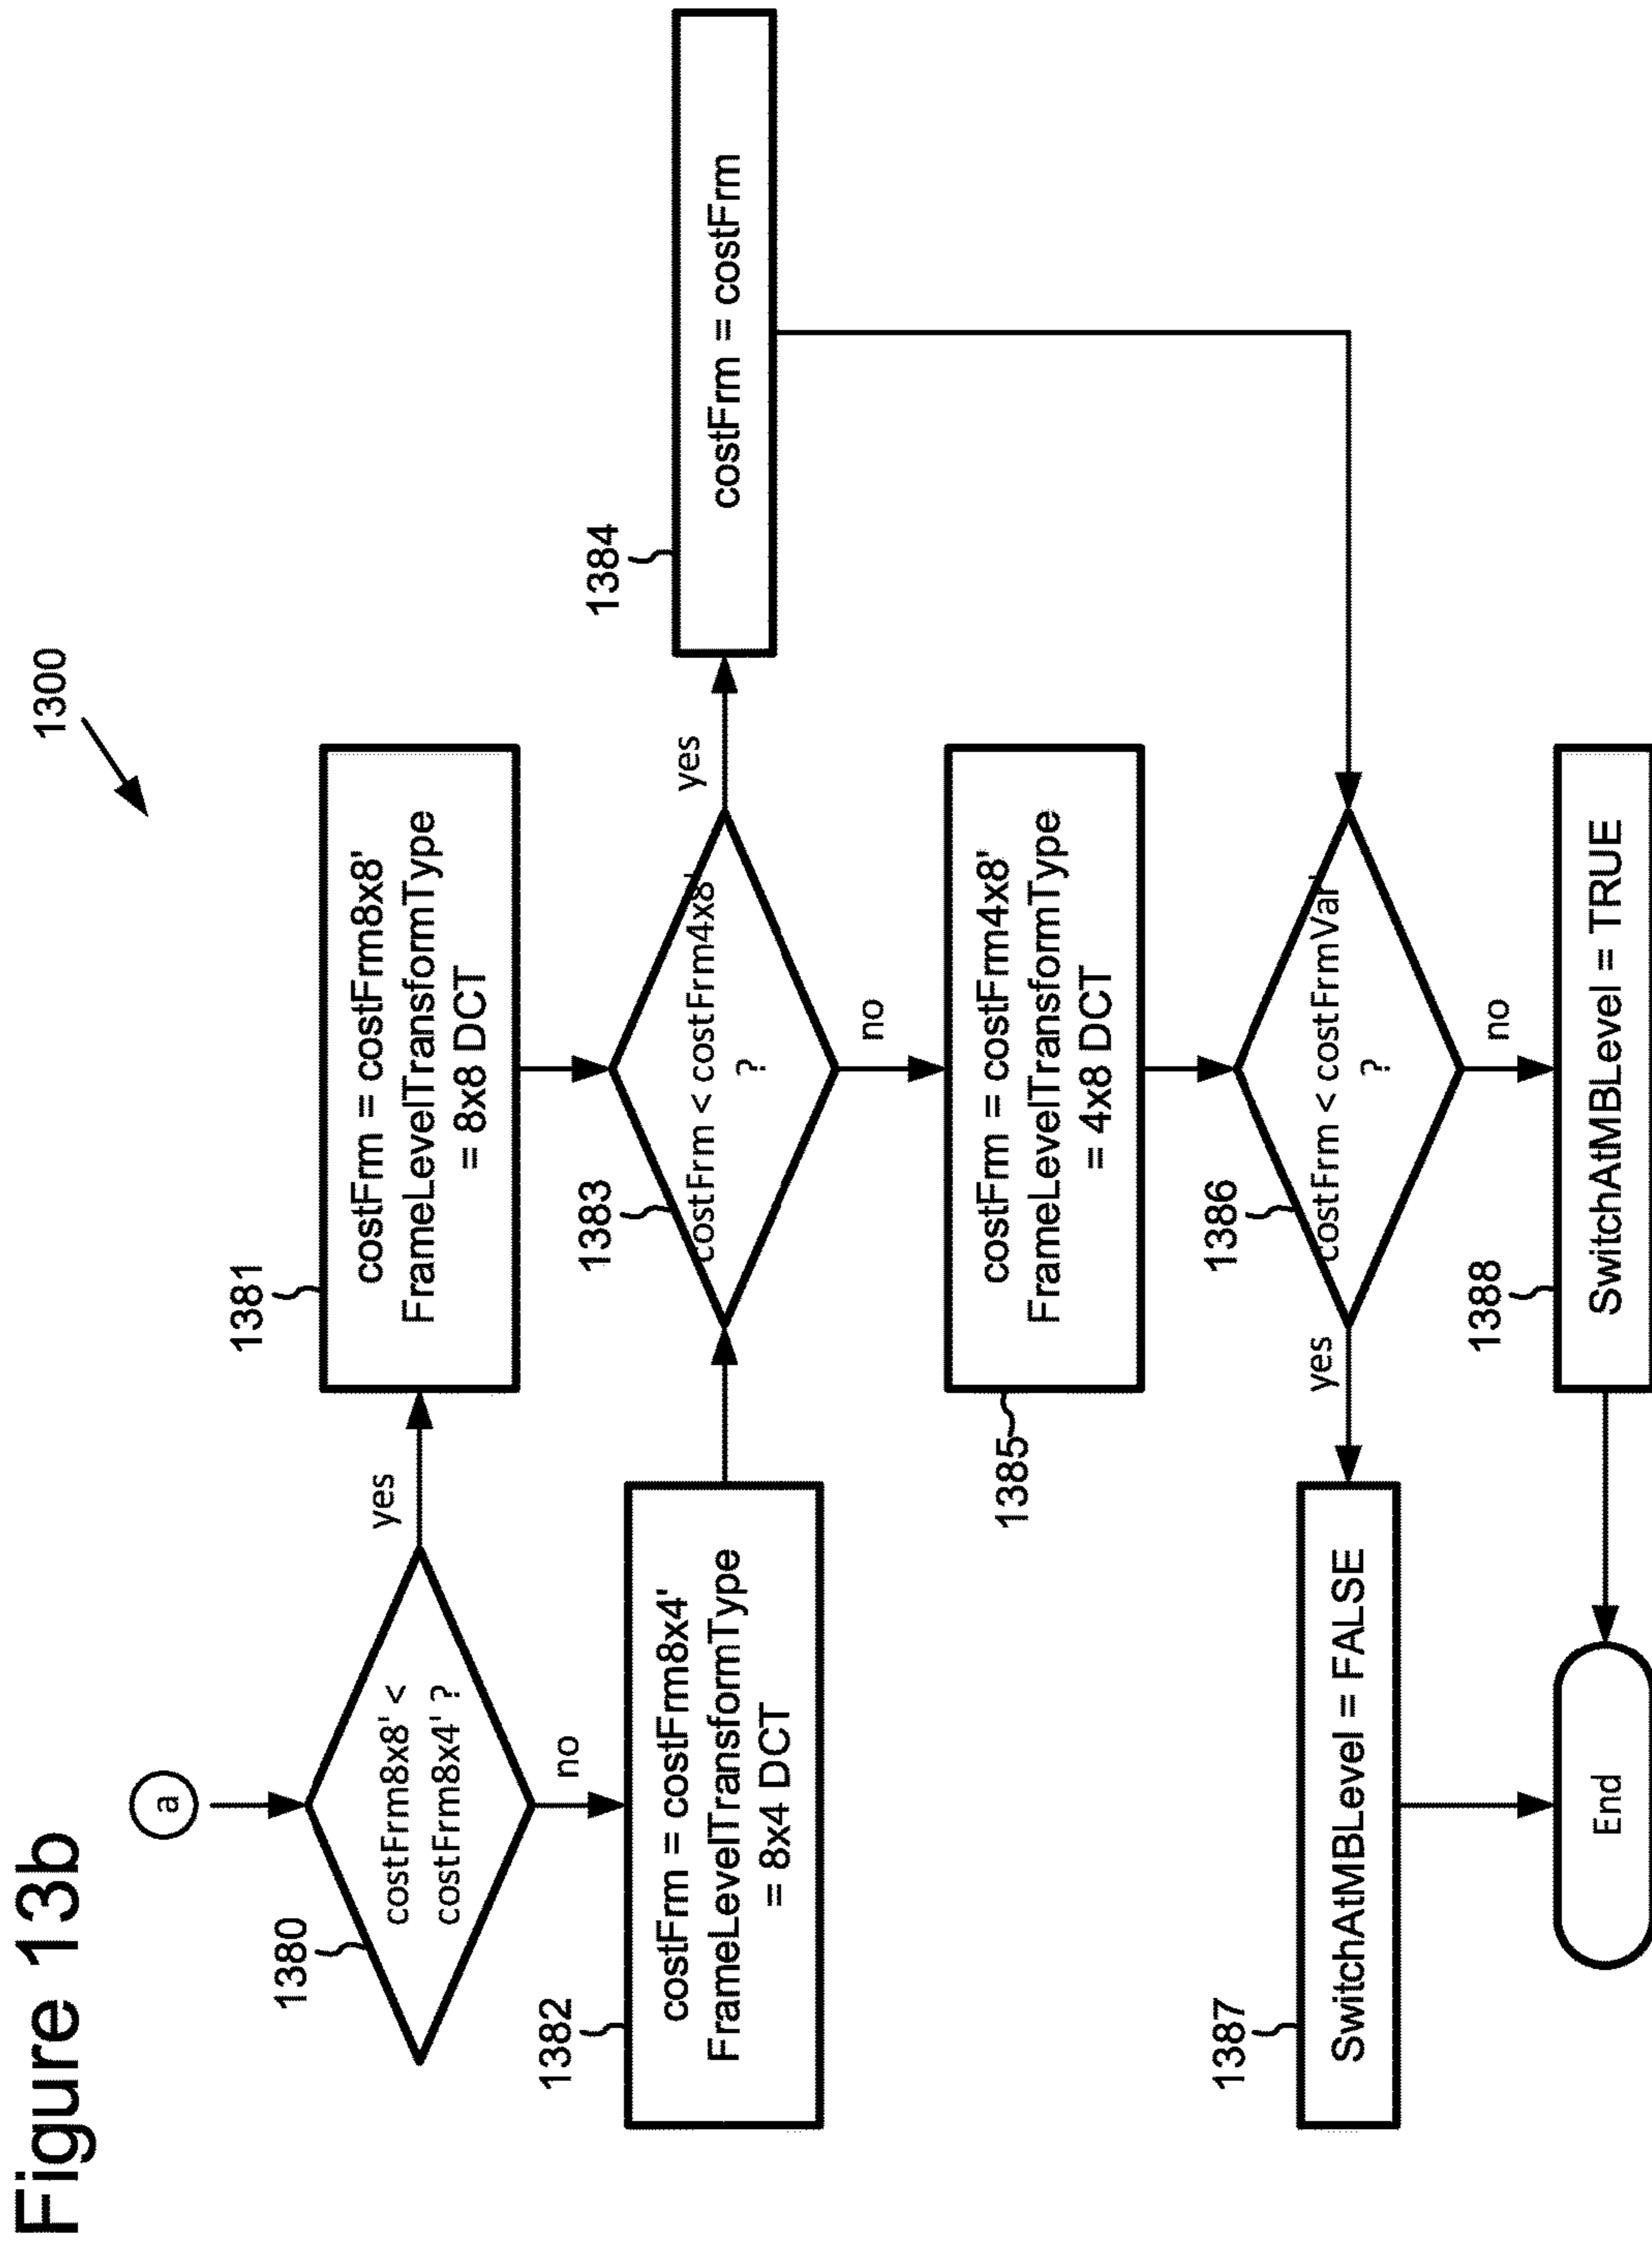 Figure 13b
1300
a
1380
costFrm8x8' <
costFrm8x4' ?
yes
no
1381
costFrm = costFrm8x8'
FrameLevelTransformType
= 8x8 DCT
1382
costFrm = costFrm8x4'
FrameLevelTransformType
= 8x4 DCT
1383
costFrm < costFrm4x8'
?
yes
no
1384
costFrm = costFrm
1385
costFrm = costFrm4x8'
FrameLevelTransformType
= 4x8 DCT
1386
costFrm < costFrmVar'
?
yes
no
1387
SwitchAtMBLevel = FALSE
1388
SwitchAtMBLevel = TRUE
End